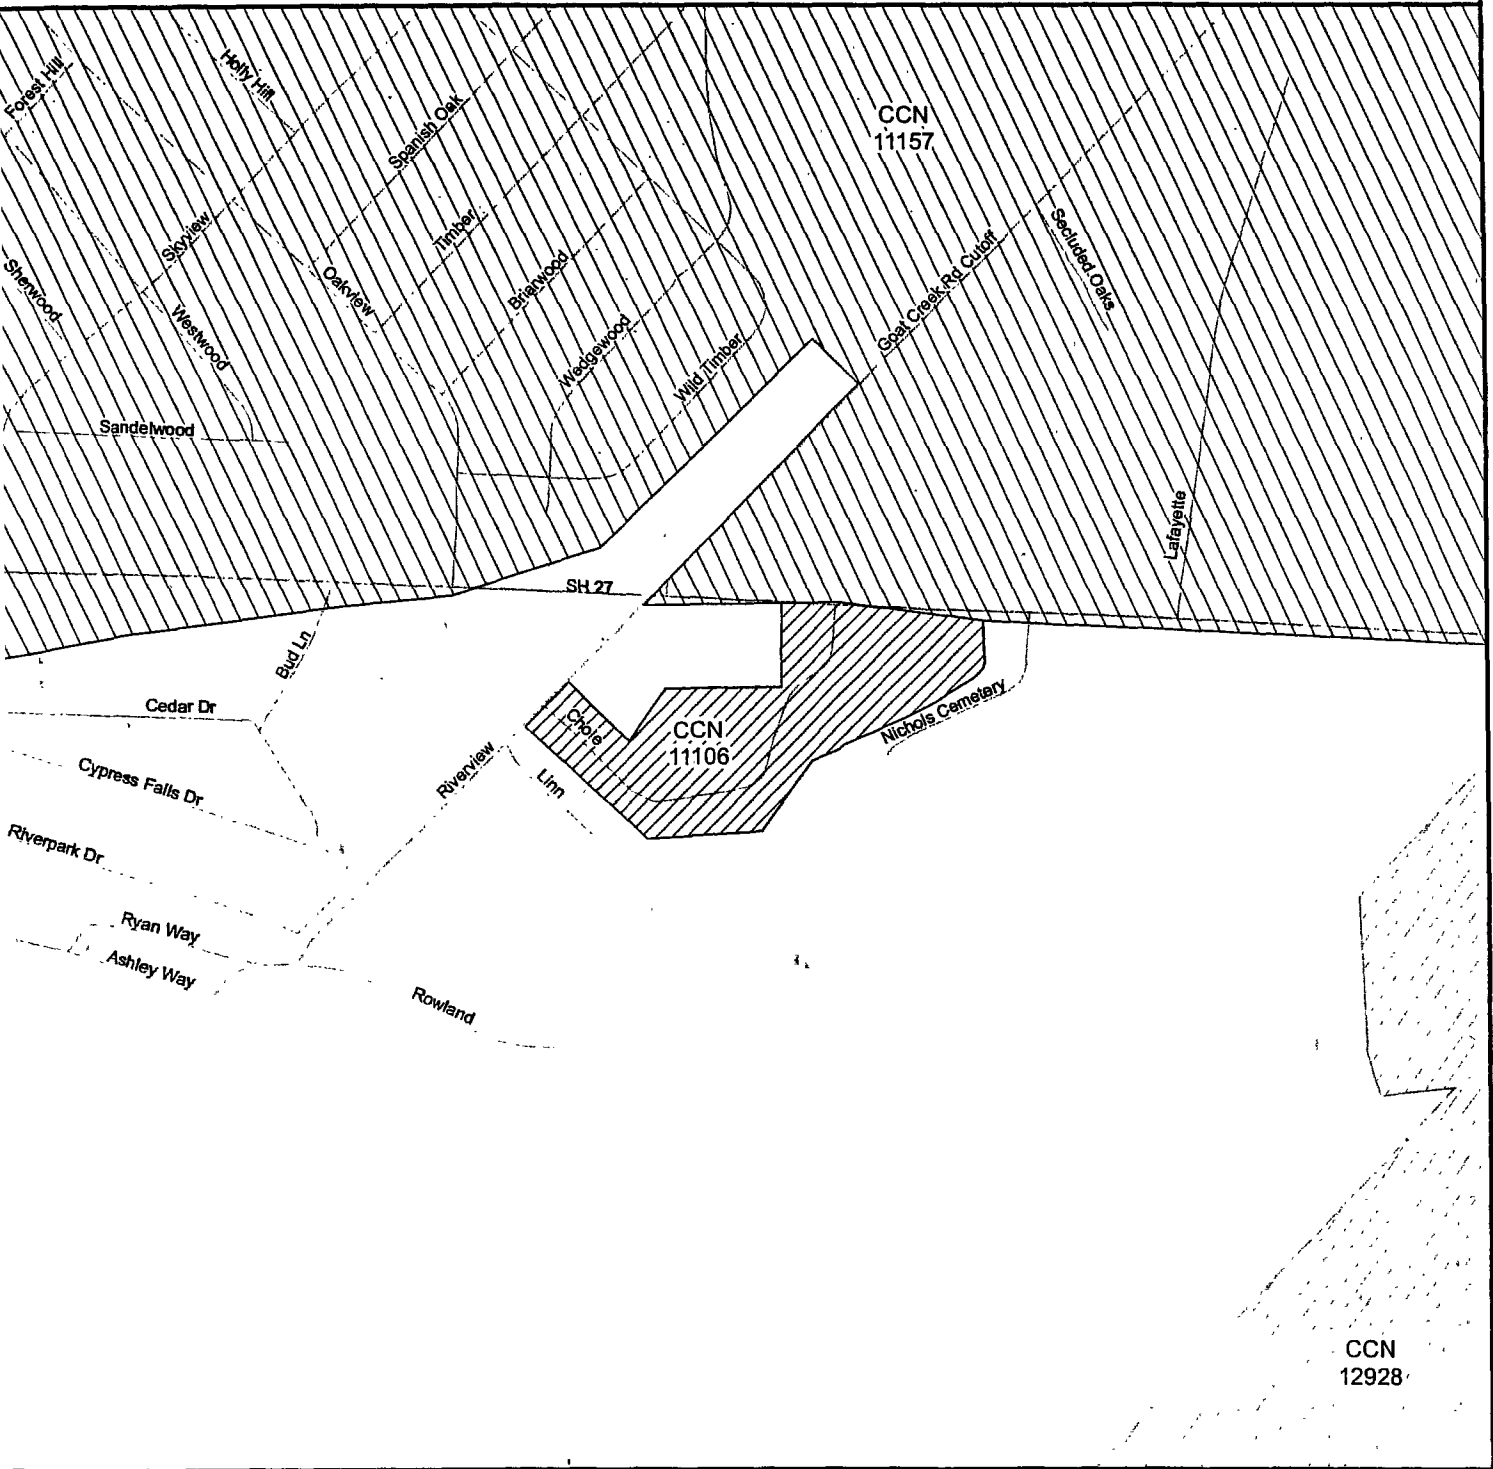 Forest Hill
Holly Hill
Spanish Oak
CCN
11157
Skyview
Timber
Sherwood
Oakview
Briarwood
Westwood
Wedgewood
Wild Timber
Goat Creek Rd Cutoff
Secluded Oaks
Sandelwood
Lafayette
SH 27
Bud Ln
Cedar Dr
Chole
CCN
11106
Nichols Cemetery
Cypress Falls Dr
Riverview
Linn
Riverpark Dr
Ryan Way
Ashley Way
Rowland
CCN
12928